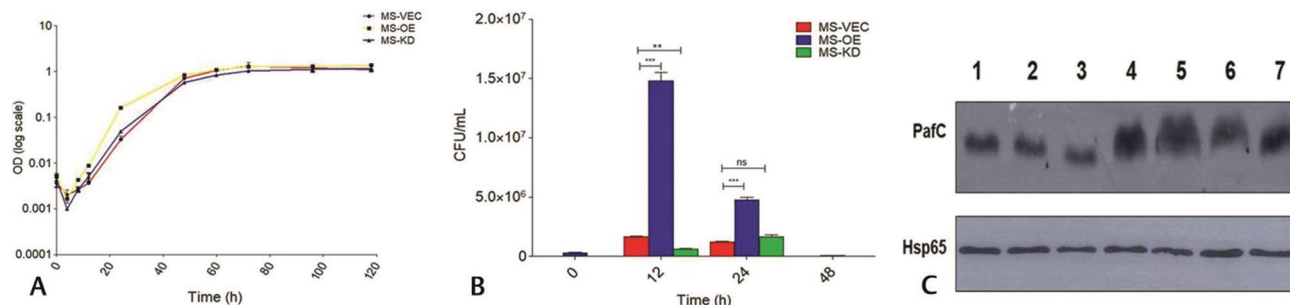 MS-VEC
MS-OE
MS-KD
10
1
0.1
0.01
0.001
0.0001
OD (log scale)
0 20 40 60 80 100 120
Time (h)
A
2.0×10⁷
1.5×10⁷
1.0×10⁷
5.0×10⁶
0
CFU/mL
MS-VEC
MS-OE
MS-KD
**
***
ns
***
0 12 24 48
Time (h)
B
1 2 3 4 5 6 7
PafC
Hsp65
C